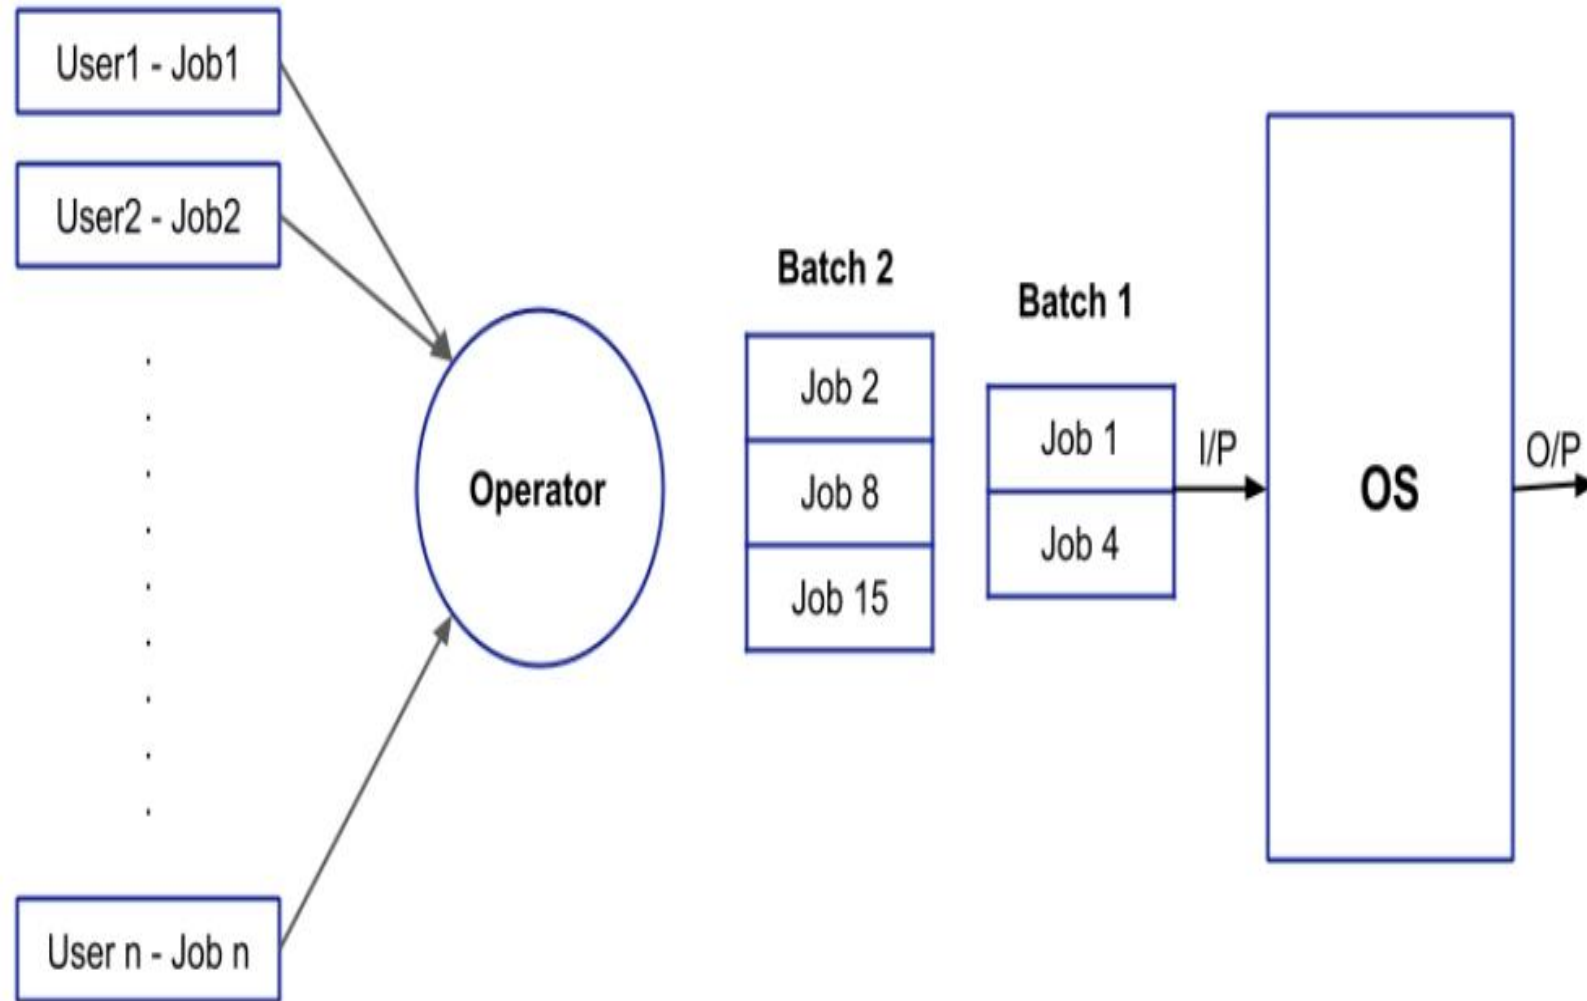 User1 - Job1
User2 - Job2
User n - Job n
Operator
Batch 2
Job 2
Job 8
Job 15
Batch 1
Job 1
Job 4
I/P
OS
O/P